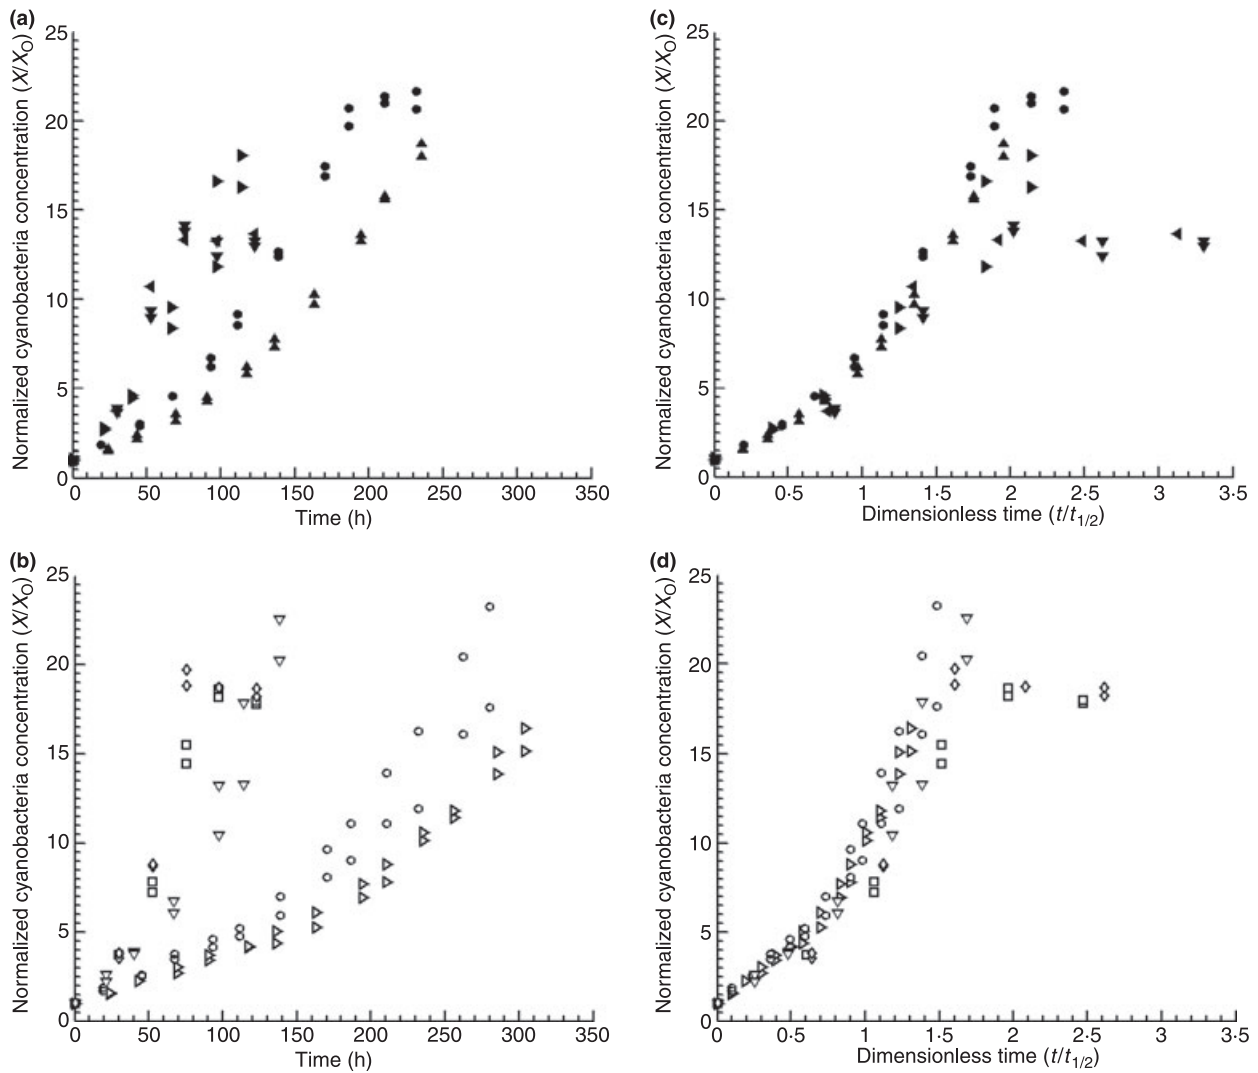 (a)
Normalized cyanobacteria concentration (X/XO)
25
20
15
10
5
0
0 50 100 150 200 250 300 350
Time (h)
(c)
Normalized cyanobacteria concentration (X/XO)
25
20
15
10
5
0
0 0·5 1 1·5 2 2·5 3 3·5
Dimensionless time (t/t1/2)
(b)
Normalized cyanobacteria concentration (X/XO)
25
20
15
10
5
0
0 50 100 150 200 250 300 350
Time (h)
(d)
Normalized cyanobacteria concentration (X/XO)
25
20
15
10
5
0
0 0·5 1 1·5 2 2·5 3 3·5
Dimensionless time (t/t1/2)